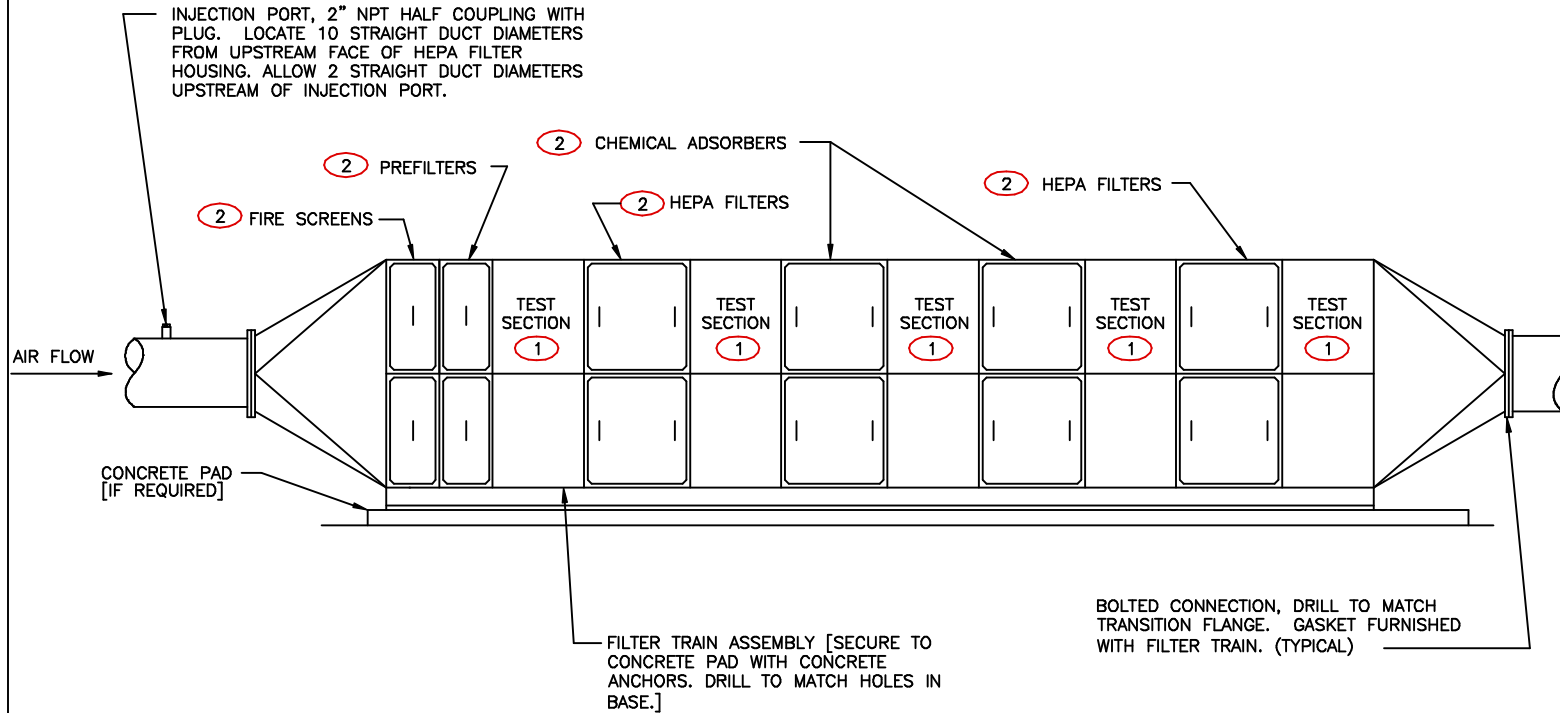 INJECTION PORT, 2" NPT HALF COUPLING WITH
PLUG. LOCATE 10 STRAIGHT DUCT DIAMETERS
FROM UPSTREAM FACE OF HEPA FILTER
HOUSING. ALLOW 2 STRAIGHT DUCT DIAMETERS
UPSTREAM OF INJECTION PORT.
2 CHEMICAL ADSORBERS
2 PREFILTERS
2 HEPA FILTERS
2 HEPA FILTERS
2 FIRE SCREENS
TEST
SECTION
1
TEST
SECTION
1
TEST
SECTION
1
TEST
SECTION
1
TEST
SECTION
1
AIR FLOW
CONCRETE PAD
[IF REQUIRED]
FILTER TRAIN ASSEMBLY [SECURE TO
CONCRETE PAD WITH CONCRETE
ANCHORS. DRILL TO MATCH HOLES IN
BASE.]
BOLTED CONNECTION, DRILL TO MATCH
TRANSITION FLANGE. GASKET FURNISHED
WITH FILTER TRAIN. (TYPICAL)